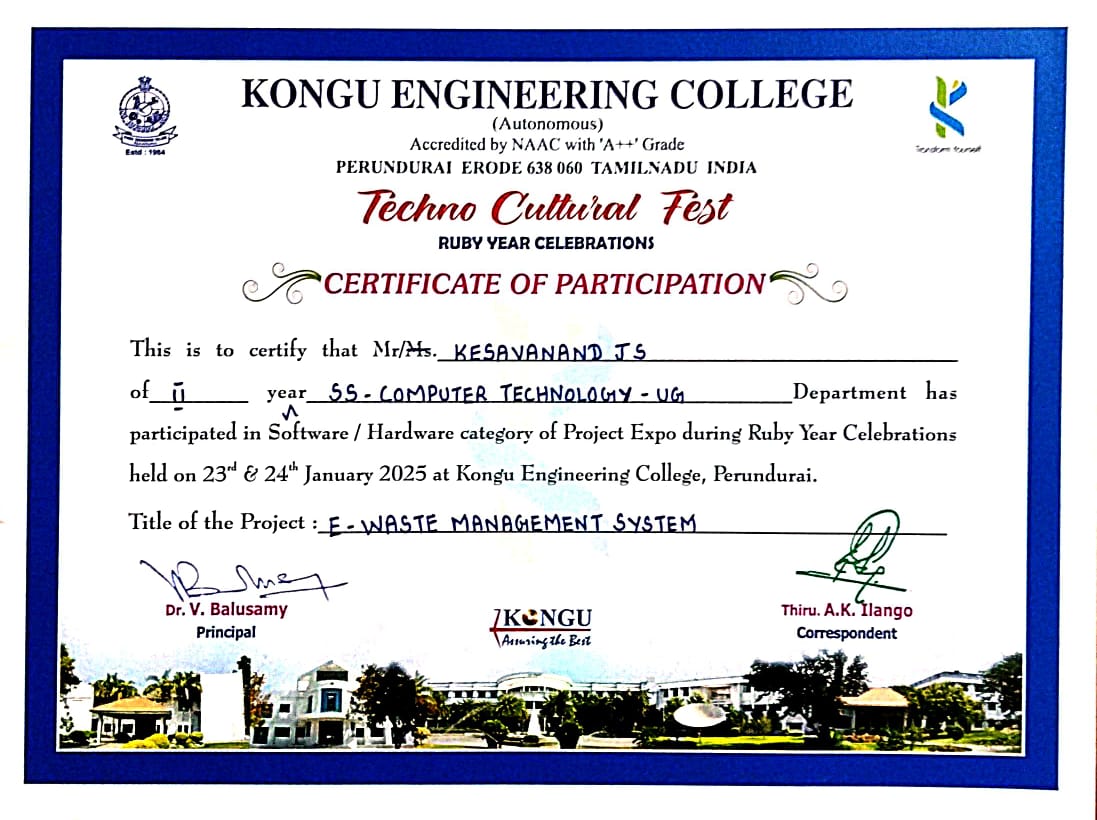 KONGU ENGINEERING COLLEGE
(Autonomous)
Accredited by NAAC with 'A++' Grade
PERUNDURAI ERODE 638 060 TAMILNADU INDIA
Estd : 1984
Transform Yourself
Techno Cultural Fest
RUBY YEAR CELEBRATIONS
CERTIFICATE OF PARTICIPATION
This is to certify that Mr/Ms. KESAVANAND JS
of II year SS - COMPUTER TECHNOLOGY - UG Department has
participated in Software / Hardware category of Project Expo during Ruby Year Celebrations
held on 23rd & 24th January 2025 at Kongu Engineering College, Perundurai.
Title of the Project : E - WASTE MANAGEMENT SYSTEM
Dr. V. Balusamy
Principal
KONGU
Assuring the Best
Thiru. A.K. Ilango
Correspondent